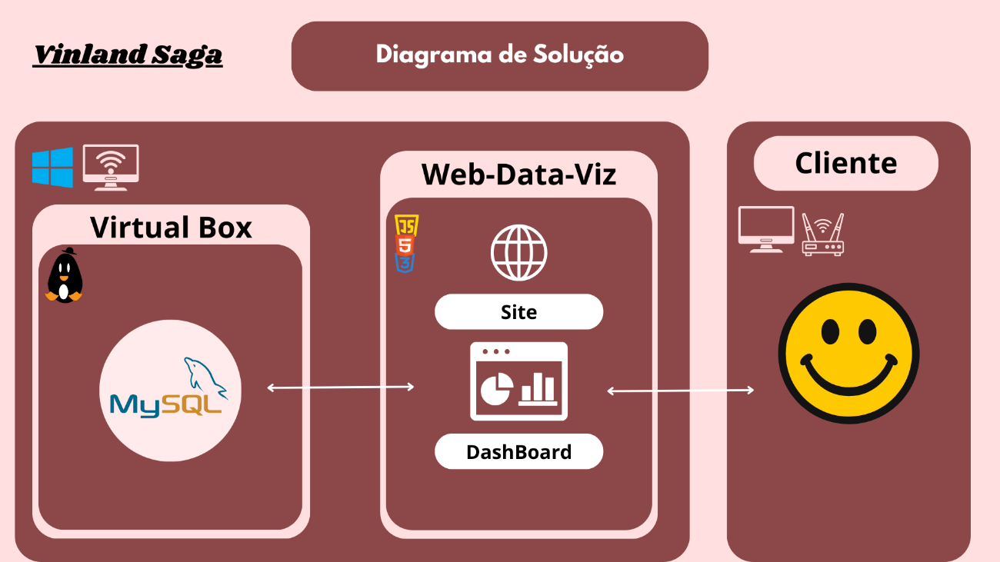 Vinland Saga
Diagrama de Solução
Web-Data-Viz
Cliente
Virtual Box
JS
5
3
Site
MySQL
DashBoard